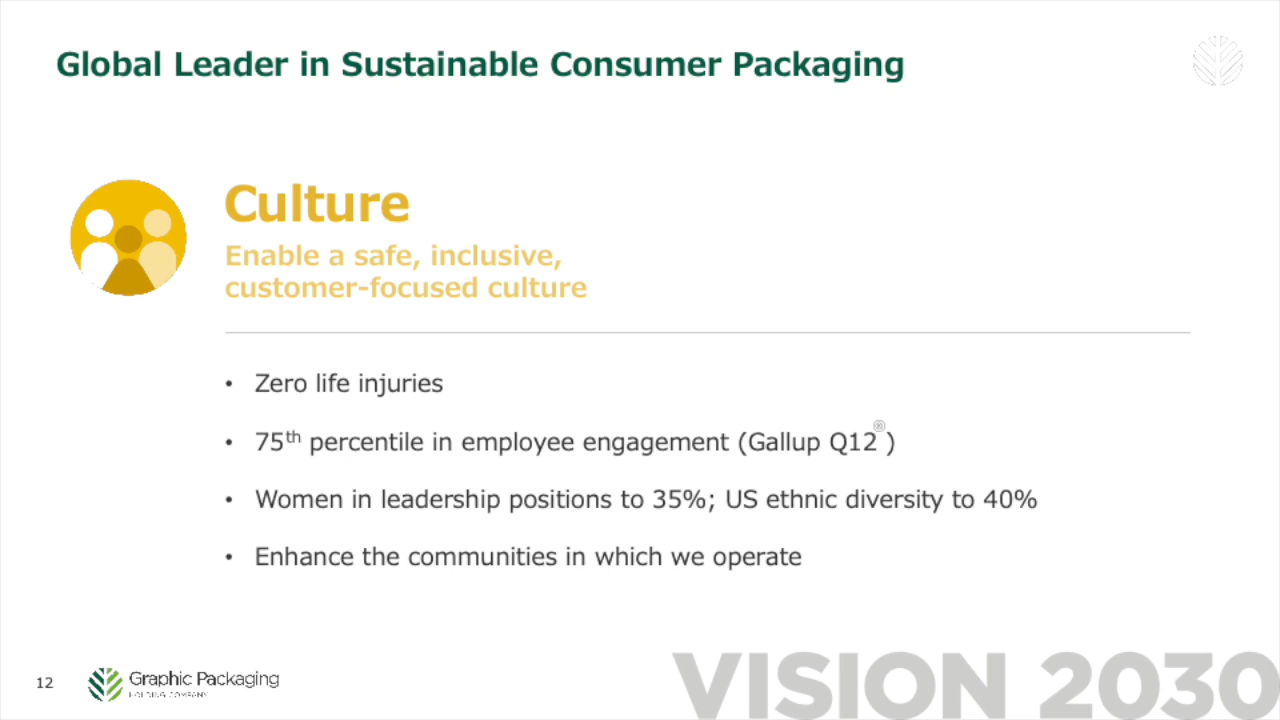 Global Leader in Sustainable Consumer Packaging
Culture
Enable a safe, inclusive,
customer-focused culture
• Zero life injuries
• 75th percentile in employee engagement (Gallup Q12®)
• Women in leadership positions to 35%; US ethnic diversity to 40%
• Enhance the communities in which we operate
12
Graphic Packaging
HOLDING COMPANY
VISION 2030